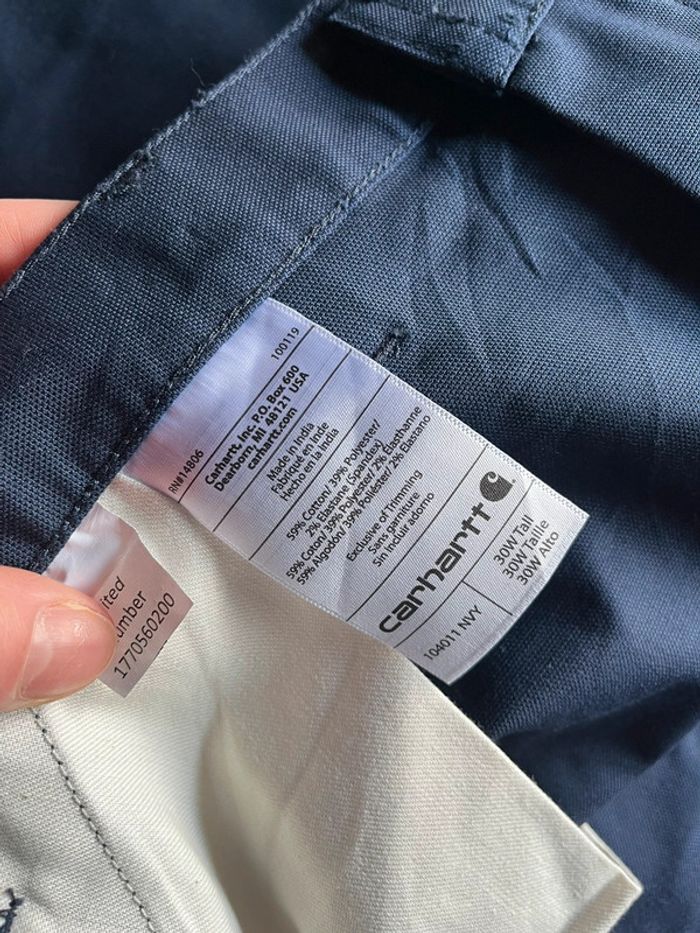 carhartt
30W Tall
30W Taille
30W Alto
104011 NVY
Exclusive of Trimming
Sans garniture
Sin incluir adorno
59% Cotton/ 39% Polyester/
2% Elastane (Spandex)
59% Coton/ 39% Polyester/ 2% Élasthanne
59% Algodón/ 39% Poliéster/ 2% Elastano
Made in India
Fabriqué en Inde
Hecho en la India
Carhartt, Inc. P.O. Box 600
Dearborn, MI 48121 USA
carhartt.com
RN#14806
100119
1770560200